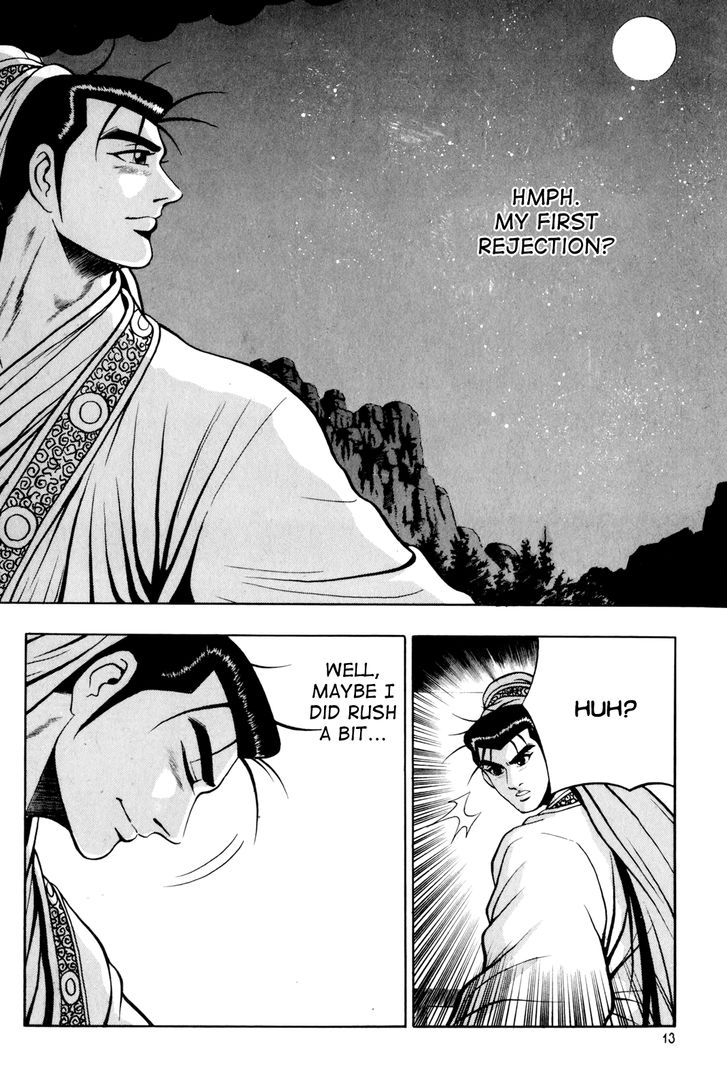 HMPH.
MY FIRST
REJECTION?
WELL,
MAYBE I
DID RUSH
A BIT...
HUH?
13